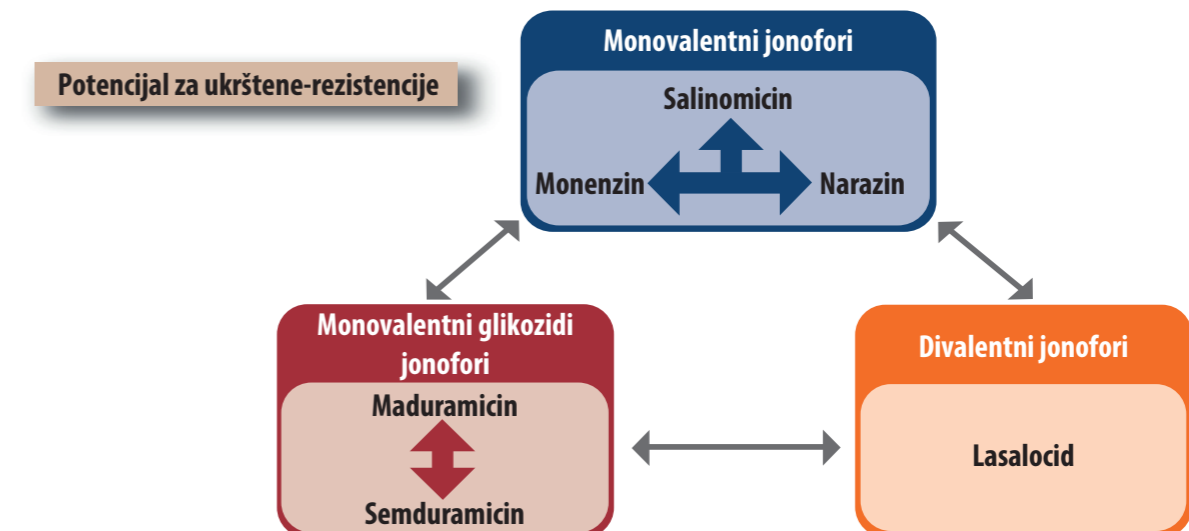 Monovalentni jonofori
Potencijal za ukrštene-rezistencije
Salinomicin
Monenzin
Narazin
Monovalentni glikozidi
jonofori
Maduramicin
Semduramicin
Divalentni jonofori
Lasalocid